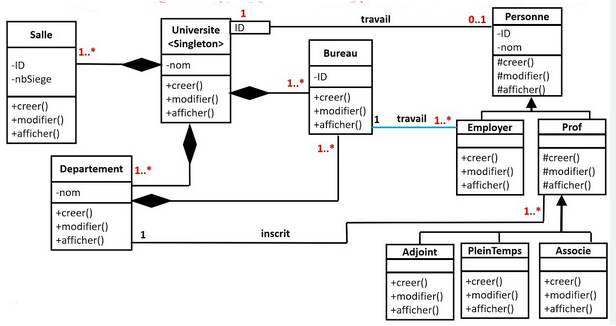 Salle
-ID
-nbSiege
+creer()
+modifier()
+afficher()
1..*
Universite
<Singleton>
-nom
+creer()
+modifier()
+afficher()
1
ID
travail
0..1
Personne
-ID
-nom
#creer()
#modifier()
#afficher()
1..*
Bureau
-ID
+creer()
+modifier()
+afficher()
1
travail
1..*
1..*
Employer
+creer()
+modifier()
+afficher()
Prof
#creer()
#modifier()
#afficher()
1..*
Departement
-nom
+creer()
+modifier()
+afficher()
1
inscrit
1..*
Adjoint
+creer()
+modifier()
+afficher()
PleinTemps
+creer()
+modifier()
+afficher()
Associe
+creer()
+modifier()
+afficher()